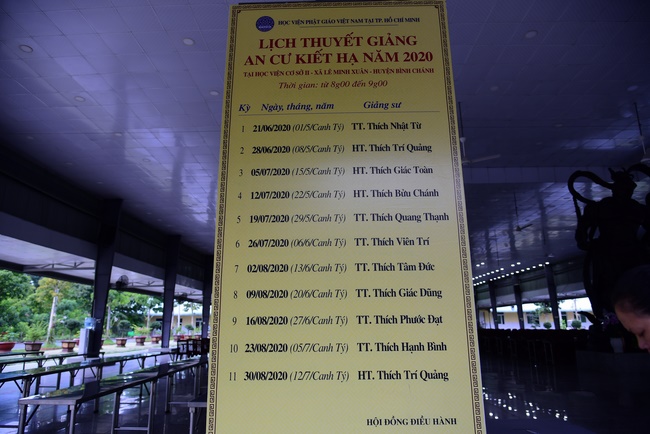 HỌC VIỆN PHẬT GIÁO VIỆT NAM TẠI TP. HỒ CHÍ MINH
LỊCH THUYẾT GIẢNG
AN CƯ KIẾT HẠ NĂM 2020
TẠI HỌC VIỆN CƠ SỞ II - XÃ LÊ MINH XUÂN - HUYỆN BÌNH CHÁNH
Thời gian: từ 8g00 đến 9g00
Kỳ Ngày, tháng, năm Giảng sư
1 21/06/2020 (01/5/Canh Tý) TT. Thích Nhật Từ
2 28/06/2020 (08/5/Canh Tý) HT. Thích Trí Quảng
3 05/07/2020 (15/5/Canh Tý) HT. Thích Giác Toàn
4 12/07/2020 (22/5/Canh Tý) HT. Thích Bửu Chánh
5 19/07/2020 (29/5/Canh Tý) TT. Thích Quang Thạnh
6 26/07/2020 (06/6/Canh Tý) TT. Thích Viên Trí
7 02/08/2020 (13/6/Canh Tý) TT. Thích Tâm Đức
8 09/08/2020 (20/6/Canh Tý) TT. Thích Giác Dũng
9 16/08/2020 (27/6/Canh Tý) TT. Thích Phước Đạt
10 23/08/2020 (05/7/Canh Tý) TT. Thích Hạnh Bình
11 30/08/2020 (12/7/Canh Tý) HT. Thích Trí Quảng
HỘI ĐỒNG ĐIỀU HÀNH